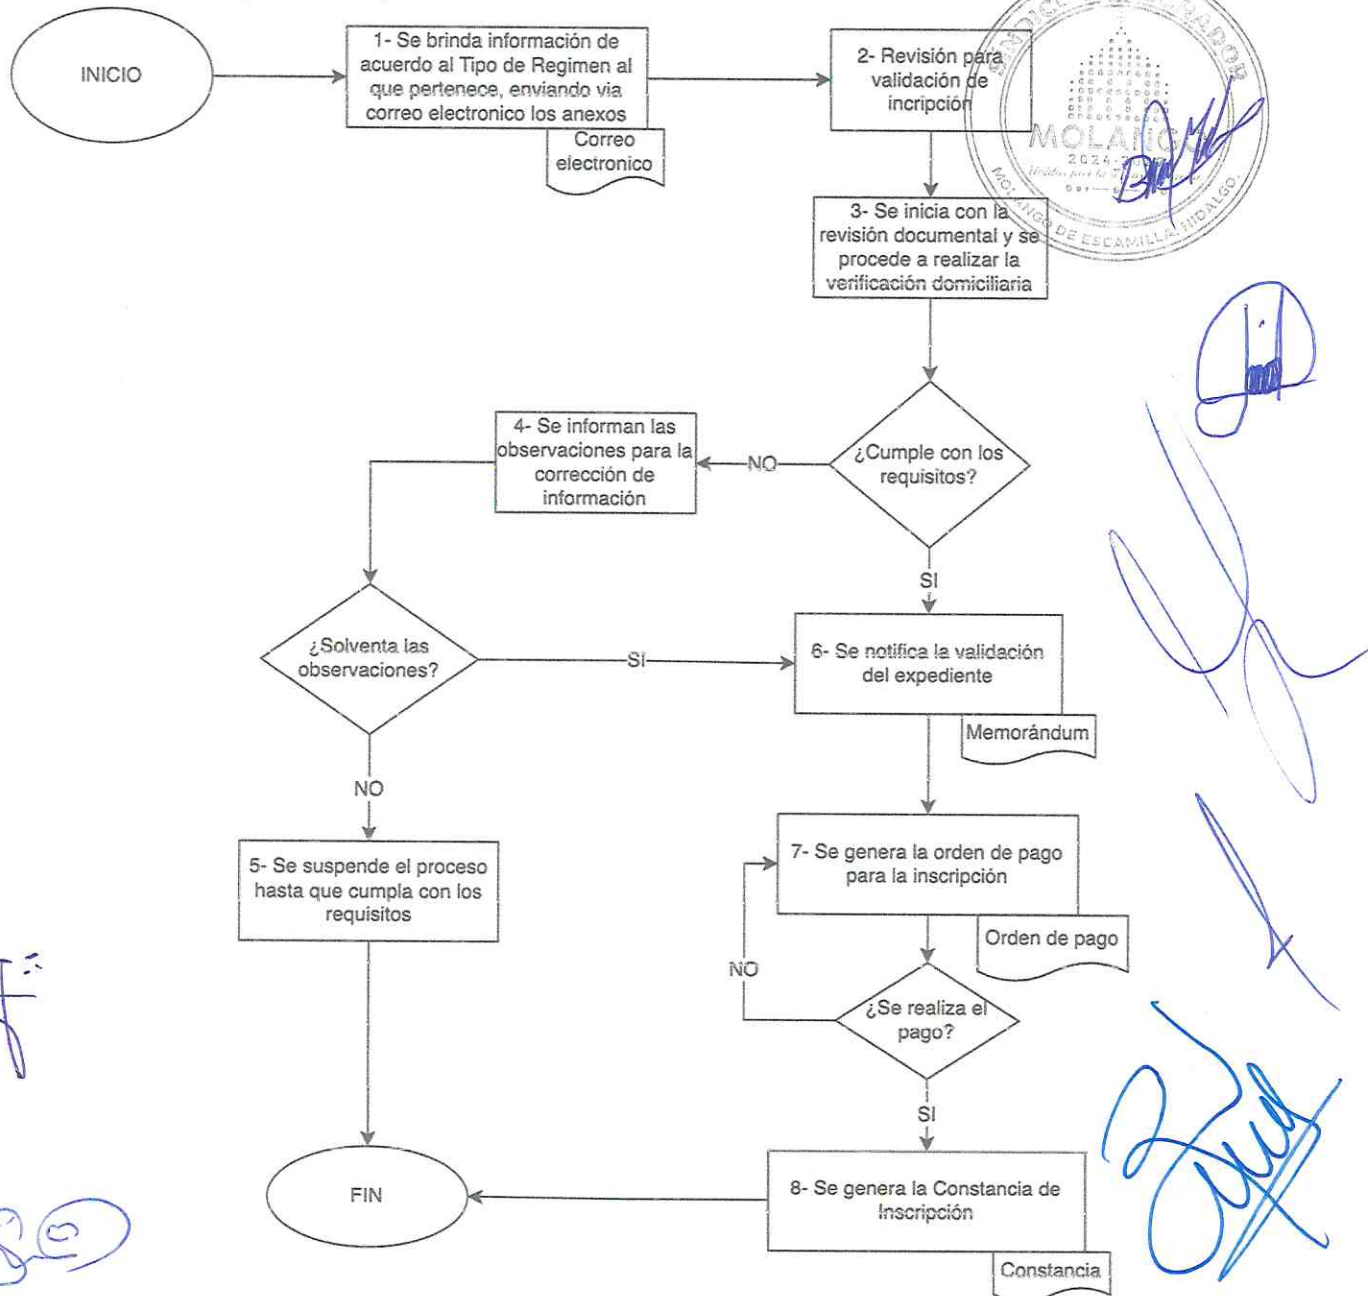 INICIO
1- Se brinda información de
acuerdo al Tipo de Regimen al
que pertenece, enviando via
correo electronico los anexos
Correo
electronico
2- Revisión para
validación de
incripción
MOLANGO
MOLANGO DE ESCAMILLA, HIDALGO.
3- Se inicia con la
revisión documental y se
procede a realizar la
verificación domiciliaria
¿Cumple con los
requisitos?
NO
4- Se informan las
observaciones para la
corrección de
información
SI
¿Solventa las
observaciones?
SI
6- Se notifica la validación
del expediente
Memorándum
NO
5- Se suspende el proceso
hasta que cumpla con los
requisitos
7- Se genera la orden de pago
para la inscripción
Orden de pago
NO
¿Se realiza el
pago?
SI
FIN
8- Se genera la Constancia de
Inscripción
Constancia